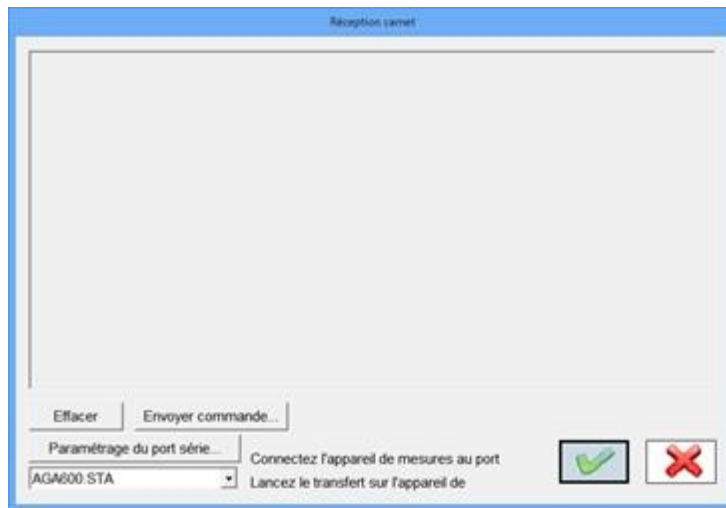 Réception carnet
Effacer
Envoyer commande...
Paramétrage du port série...
Connectez l'appareil de mesures au port
AGA600.STA
Lancez le transfert sur l'appareil de